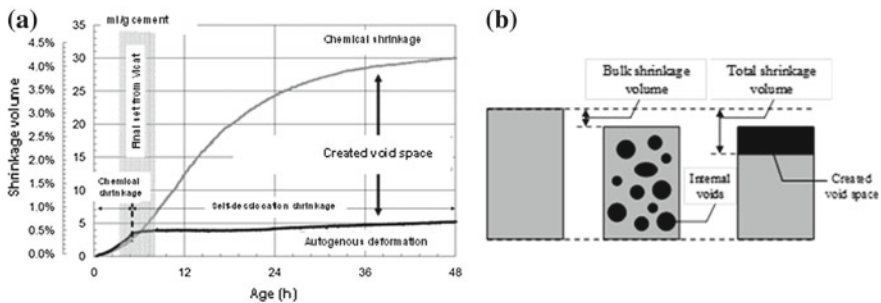 (a)
ml/g cement
Shrinkage volume
4.5%
4.0%
3.5%
3.0%
2.5%
2.0%
1.5%
1.0%
0.5%
0.0%
35
30
25
20
15
10
5
0
Final set from Vicat
Chemical shrinkage
Created void space
Chemical
shrinkage
Self-desiccation shrinkage
Autogenous deformation
0 12 24 36 48
Age (h)
(b)
Bulk shrinkage
volume
Total shrinkage
volume
Internal
voids
Created
void space